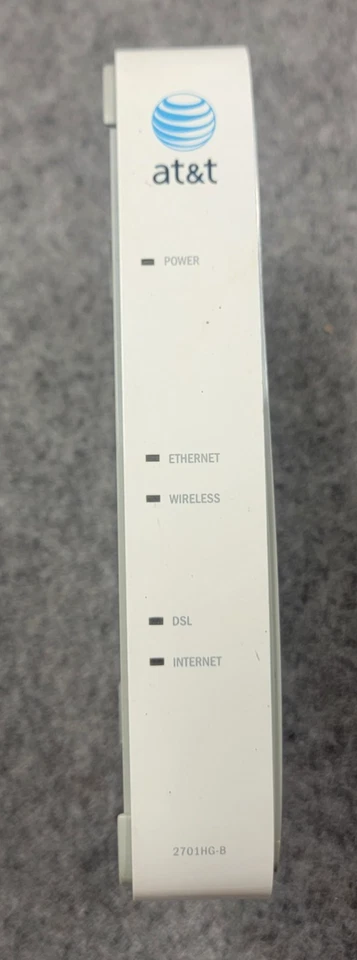 at&t
POWER
ETHERNET
WIRELESS
DSL
INTERNET
2701HG-B